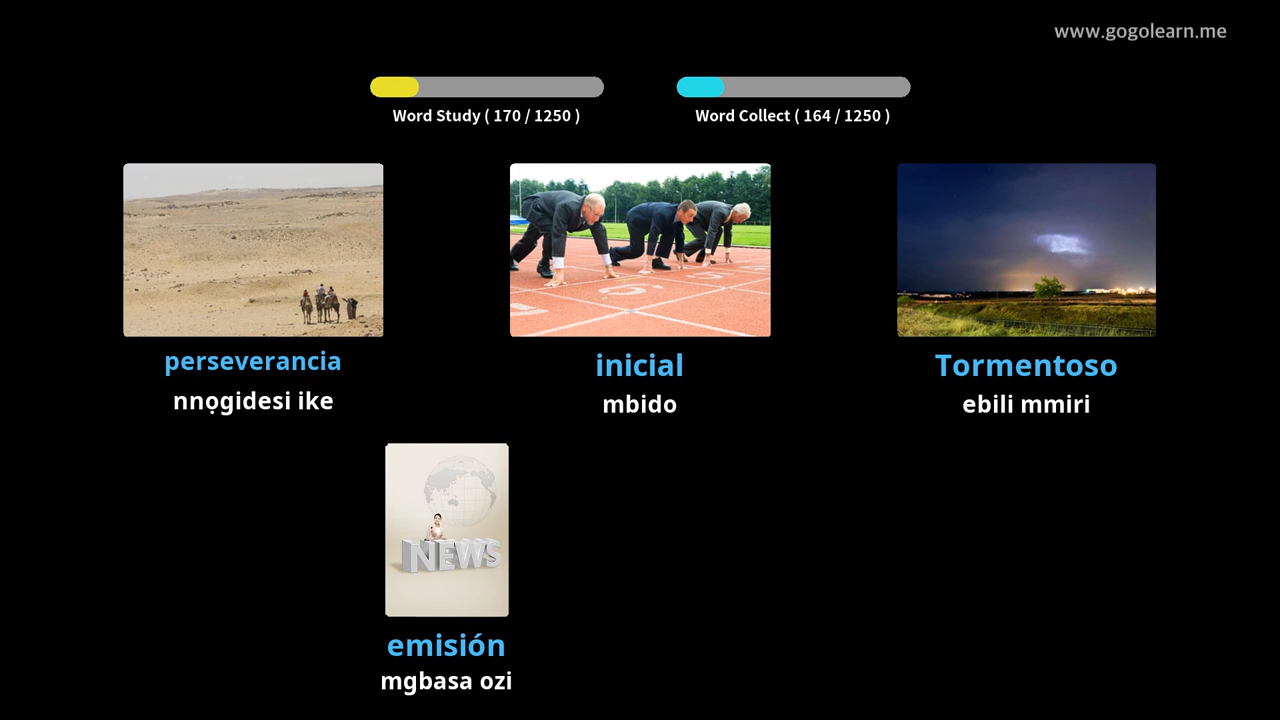 www.gogolearn.me
Word Study ( 170 / 1250 )
Word Collect ( 164 / 1250 )
perseverancia
inicial
Tormentoso
nnọgidesi ike
mbido
ebili mmiri
NEWS
emisión
mgbasa ozi